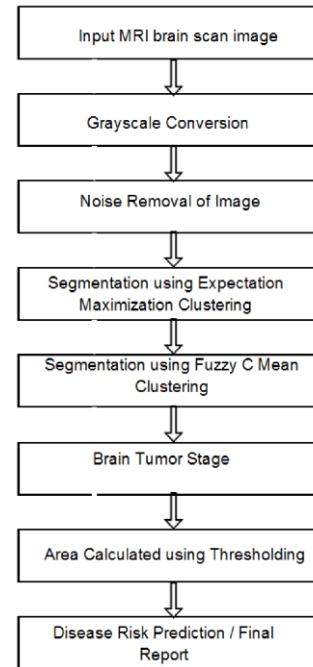 Input MRI brain scan image
Grayscale Conversion
Noise Removal of Image
Segmentation using Expectation
Maximization Clustering
Segmentation using Fuzzy C Mean
Clustering
Brain Tumor Stage
Area Calculated using Thresholding
Disease Risk Prediction / Final
Report